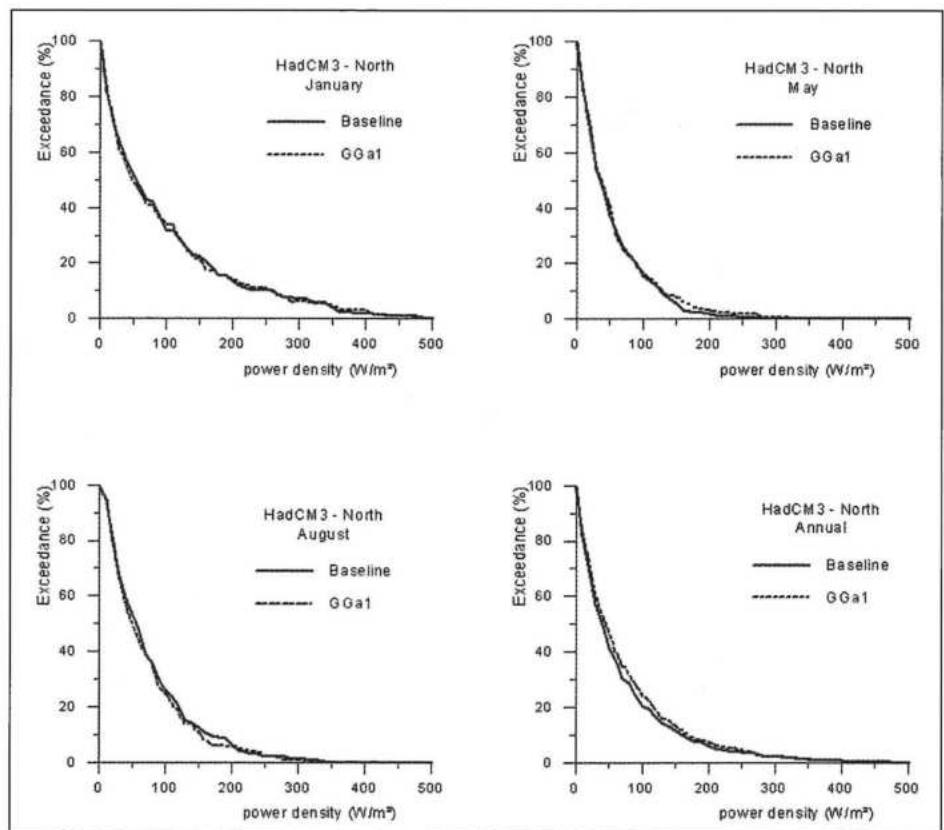 HadCM3 - North
January
Baseline
GGa1
Exceedance (%)
100
80
60
40
20
0
0 100 200 300 400 500
power density (W/m²)
HadCM3 - North
May
Baseline
GGa1
Exceedance (%)
100
80
60
40
20
0
0 100 200 300 400 500
power density (W/m²)
HadCM3 - North
August
Baseline
GGa1
Exceedance (%)
100
80
60
40
20
0
0 100 200 300 400 500
power density (W/m²)
HadCM3 - North
Annual
Baseline
GGa1
Exceedance (%)
100
80
60
40
20
0
0 100 200 300 400 500
power density (W/m²)